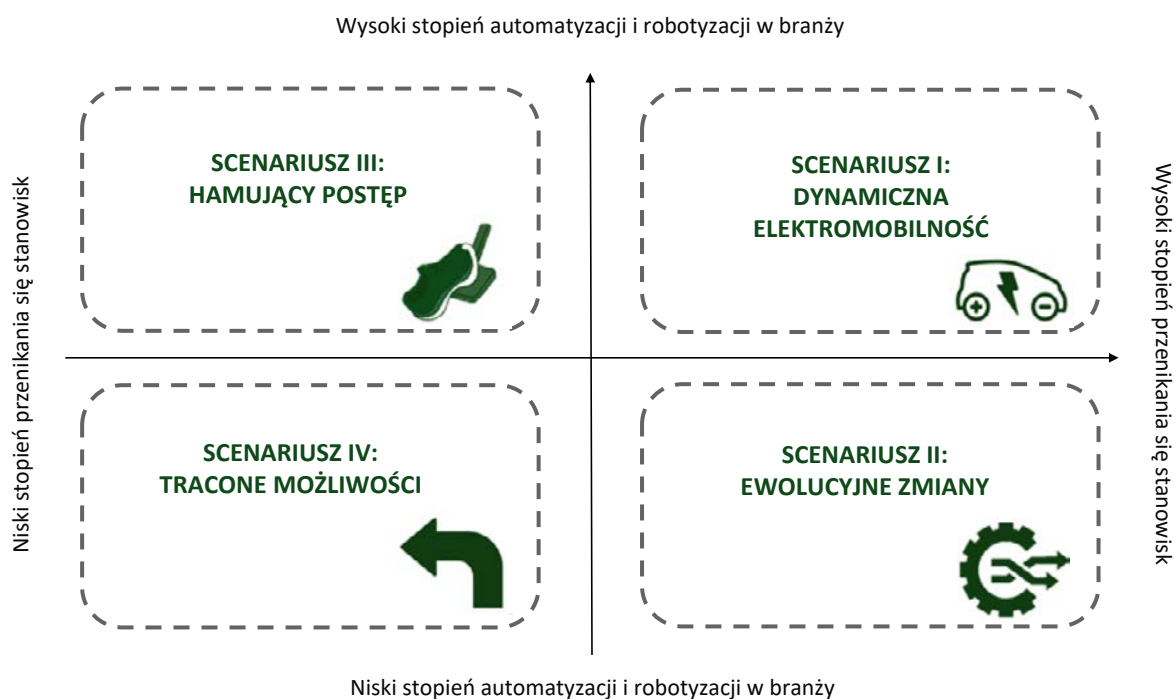 Wysoki stopień automatyzacji i robotyzacji w branży
SCENARIUSZ III:
HAMUJĄCY POSTĘP
SCENARIUSZ I:
DYNAMICZNA
ELEKTROMOBILNOŚĆ
Niski stopień przenikania się stanowisk
Wysoki stopień przenikania się stanowisk
SCENARIUSZ IV:
TRACONE MOŻLIWOŚCI
SCENARIUSZ II:
EWOLUCYJNE ZMIANY
Niski stopień automatyzacji i robotyzacji w branży